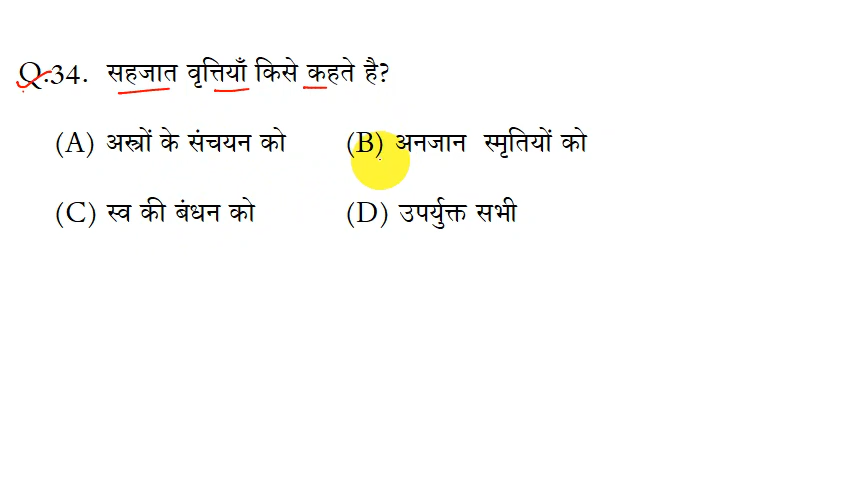 Q.34. सहजात वृत्तियाँ किसे कहते है?
(A) अस्त्रों के संचयन को (B) अनजान स्मृतियों को
(C) स्व की बंधन को (D) उपर्युक्त सभी